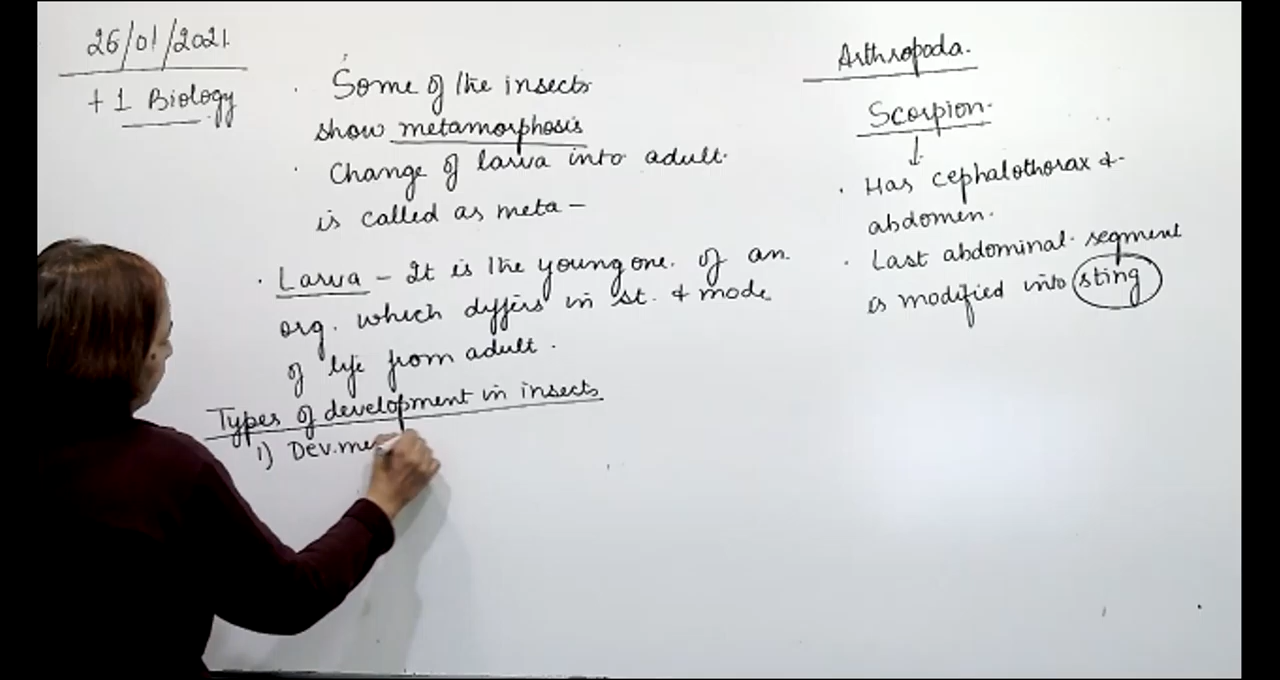 26/01/2021
+1 Biology
Some of the insects
show metamorphosis
Change of larva into adult.
is called as meta -
Larva - It is the young one. of an.
org. which differs in st. & mode
of life from adult.
Types of development in insects
1) Dev.me
Arthropoda.
Scorpion.
↓
. Has cephalothorax &
abdomen.
. Last abdominal segment
is modified into sting